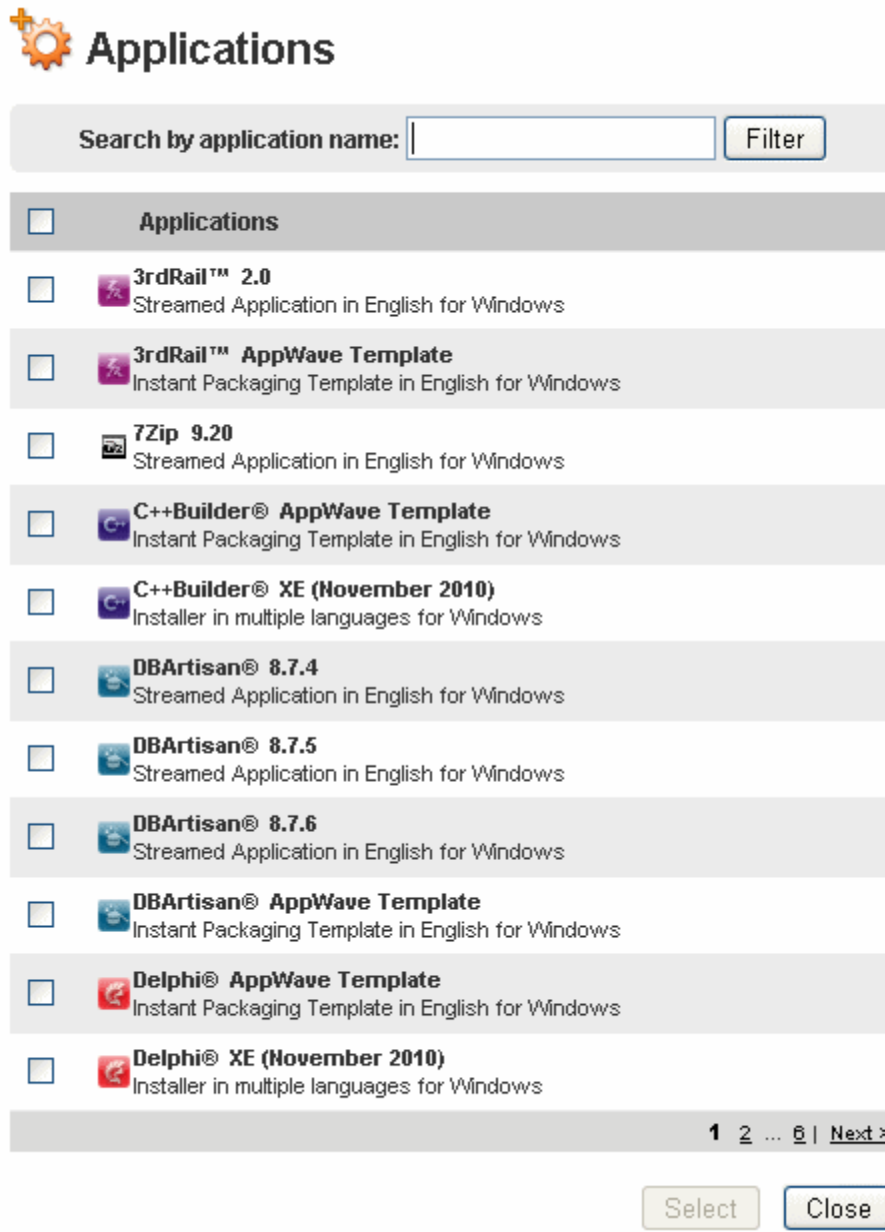 Applications
Search by application name: Filter
Applications
3rdRail™ 2.0
Streamed Application in English for Windows
3rdRail™ AppWave Template
Instant Packaging Template in English for Windows
7Zip 9.20
Streamed Application in English for Windows
C++Builder® AppWave Template
Instant Packaging Template in English for Windows
C++Builder® XE (November 2010)
Installer in multiple languages for Windows
DBArtisan® 8.7.4
Streamed Application in English for Windows
DBArtisan® 8.7.5
Streamed Application in English for Windows
DBArtisan® 8.7.6
Streamed Application in English for Windows
DBArtisan® AppWave Template
Instant Packaging Template in English for Windows
Delphi® AppWave Template
Instant Packaging Template in English for Windows
Delphi® XE (November 2010)
Installer in multiple languages for Windows
1 2 ... 6 | Next >
Select Close